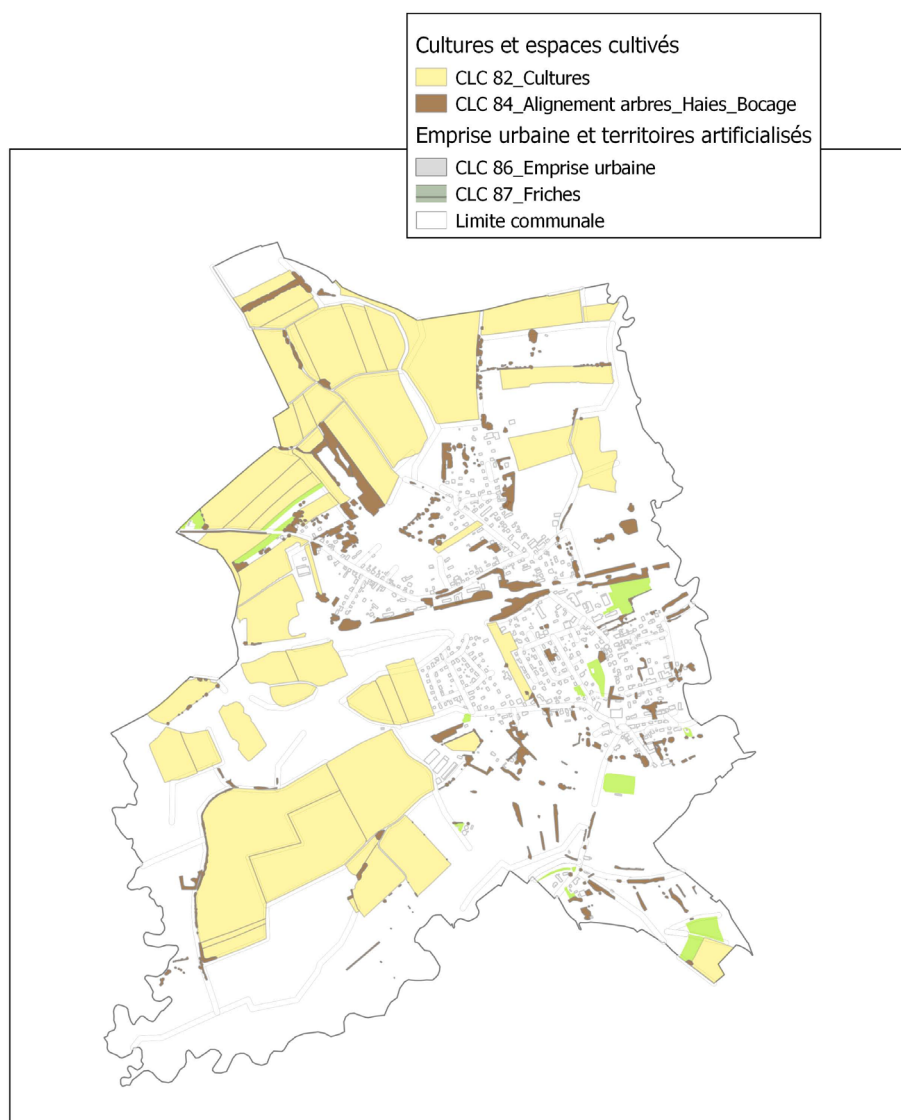 Cultures et espaces cultivés
CLC 82_Cultures
CLC 84_Alignement arbres_Haies_Bocage
Emprise urbaine et territoires artificialisés
CLC 86_Emprise urbaine
CLC 87_Friches
Limite communale